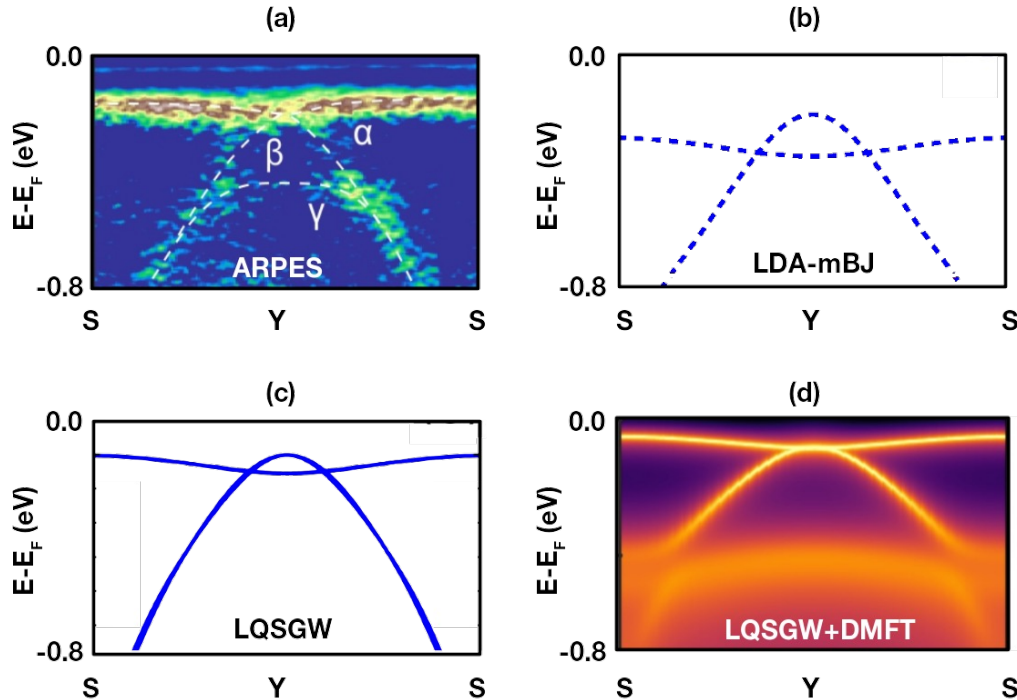 (a)
0.0
E-E_F (eV)
α
β
γ
ARPES
-0.8
S Y S
(b)
0.0
E-E_F (eV)
LDA-mBJ
-0.8
S Y S
(c)
0.0
E-E_F (eV)
LQSGW
-0.8
S Y S
(d)
0.0
E-E_F (eV)
LQSGW+DMFT
-0.8
S Y S